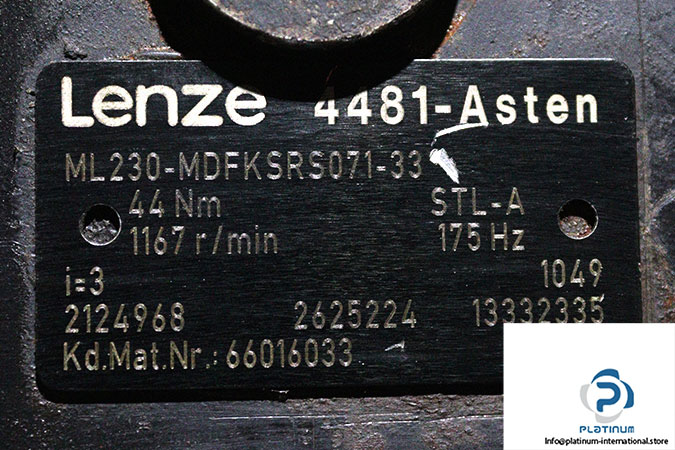 Lenze 4481-Asten
ML230-MDFKSRS071-33
44 Nm STL-A
1167 r/min 175 Hz
i=3 1049
2124968 2625224 13332335
Kd.Mat.Nr.: 66016033
PLATINUM
Info@platinum-international.store